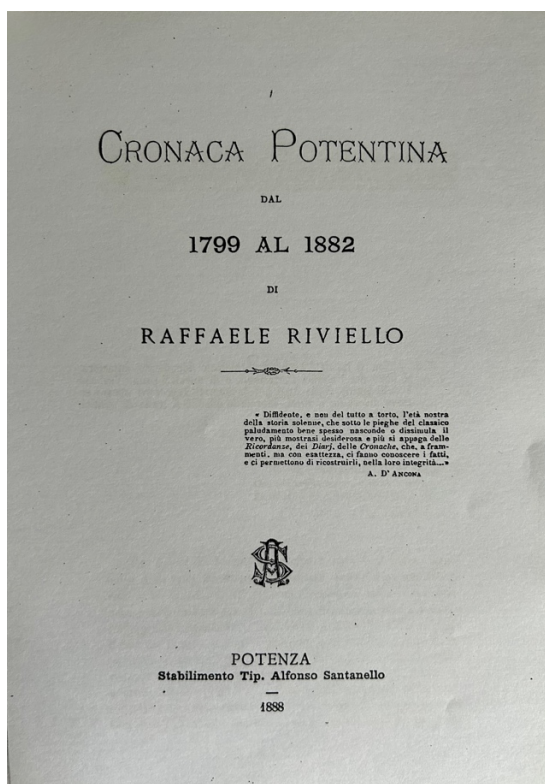 CRONACA POTENTINA
DAL
1799 AL 1882
DI
RAFFAELE RIVIELLO
« Diffidente, e non del tutto a torto, l'età nostra
della storia solenne, che sotto le pieghe del classico
paludamento bene spesso nasconde o dissimula il
vero, più mostrasi desiderosa e più si appaga delle
Ricordanze, dei Diarj, delle Cronache, che, a fram-
menti, ma con esattezza, ci fanno conoscere i fatti,
e ci permettono di ricostruirli, nella loro integrità...»
A. D'ANCONA
POTENZA
Stabilimento Tip. Alfonso Santanello
1888